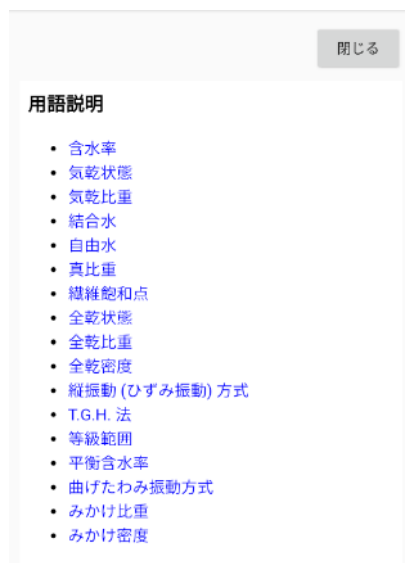 閉じる
用語説明
• 含水率
• 気乾状態
• 気乾比重
• 結合水
• 自由水
• 真比重
• 繊維飽和点
• 全乾状態
• 全乾比重
• 全乾密度
• 縦振動 (ひずみ振動) 方式
• T.G.H. 法
• 等級範囲
• 平衡含水率
• 曲げたわみ振動方式
• みかけ比重
• みかけ密度